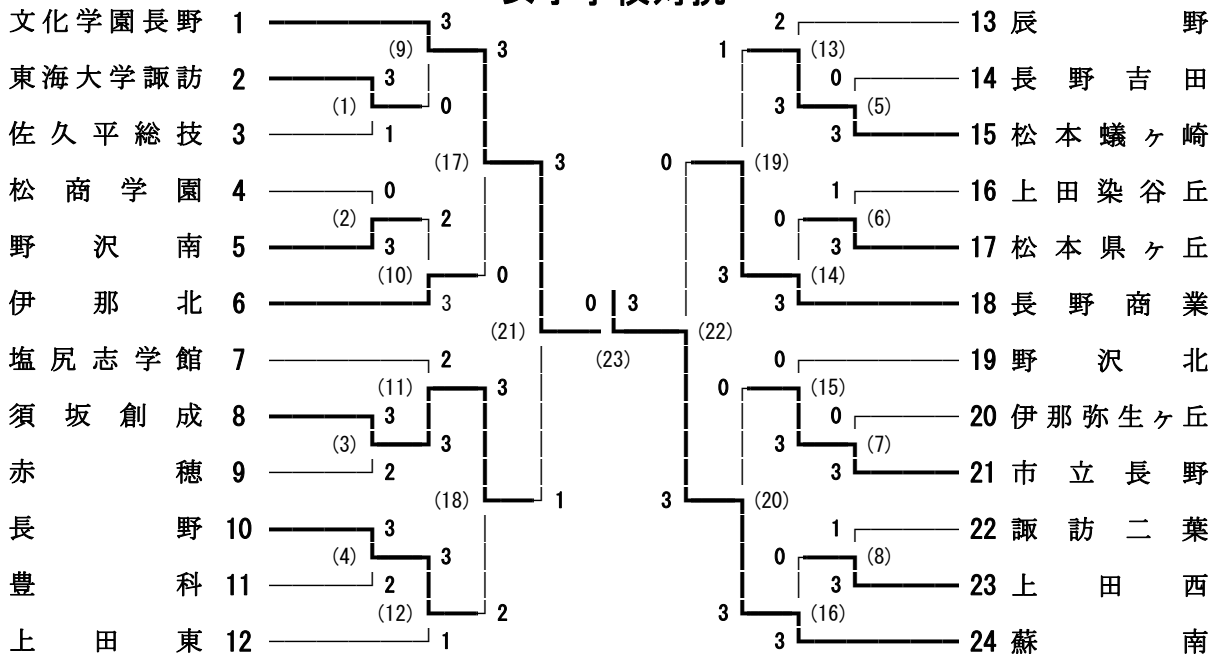 文化学園長野 1 3 2 13 辰野
(9) 3 1 (13)
東海大学諏訪 2 3 0 14 長野吉田
(1) 0 3 (5)
佐久平総技 3 1 3 15 松本蟻ヶ崎
(17) 3 0 (19)
松商学園 4 0 1 16 上田染谷丘
(2) 2 0 (6)
野沢南 5 3 3 17 松本県ヶ丘
(10) 0 3 (14)
伊那北 6 3 0 3 3 18 長野商業
(21) (22)
塩尻志学館 7 2 (23) 0 19 野沢北
(11) 3 0 (15)
須坂創成 8 3 0 20 伊那弥生ヶ丘
(3) 3 3 (7)
赤穂 9 2 3 21 市立長野
(18) 1 3 (20)
長野 10 3 1 22 諏訪二葉
(4) 3 0 (8)
豊科 11 2 3 23 上田西
(12) 2 3 (16)
上田東 12 1 3 24 蘇南